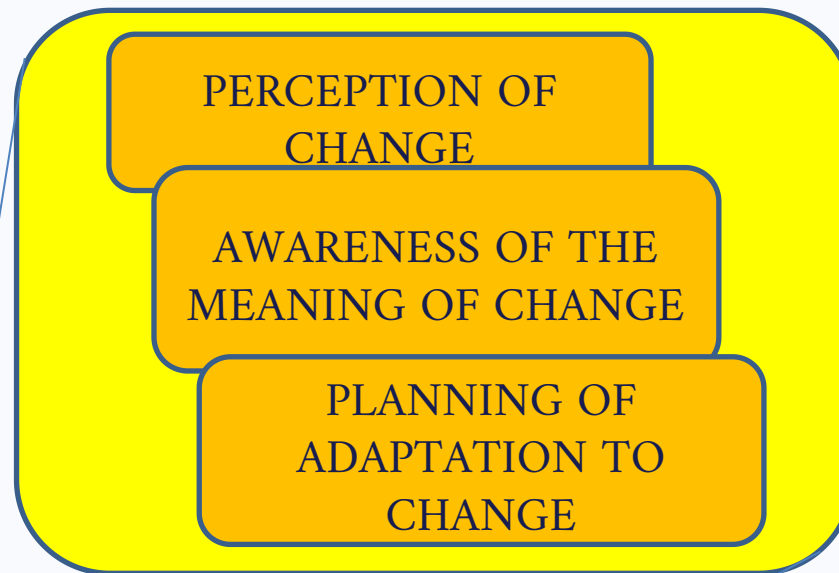 PERCEPTION OF
CHANGE
AWARENESS OF THE
MEANING OF CHANGE
PLANNING OF
ADAPTATION TO
CHANGE